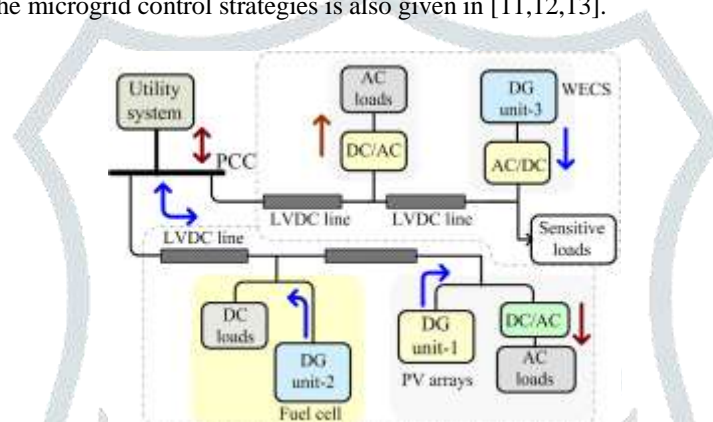 he microgrid control strategies is also given in [11,12,13].
Utility
system
PCC
AC
loads
DC/AC
DG
unit-3
WECS
AC/DC
LVDC line
LVDC line
Sensitive
loads
LVDC line
DC
loads
DG
unit-2
Fuel cell
DG
unit-1
PV arrays
DC/AC
AC
loads